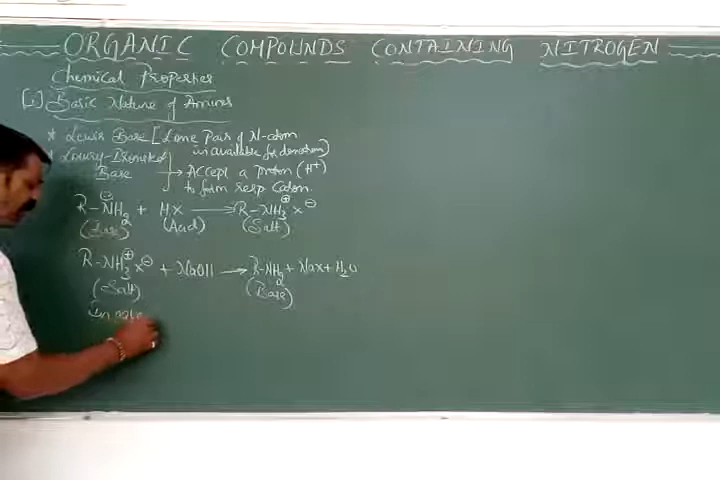 ORGANIC COMPOUNDS CONTAINING NITROGEN
Chemical Properties
[i] Basic Nature of Amines
* Lewis Base [Lone Pair of N-atom
is available for donation)
* Lowry-Bronsted Base → Accept a proton (H⁺)
to form resp Cation.
R-N̈H₂ + HX → R-NH₃⁺X⁻
(Base) (Acid) (Salt)
R-NH₃⁺X⁻ + NaOH → R-NH₂ + NaX + H₂O
(Salt) (Base)